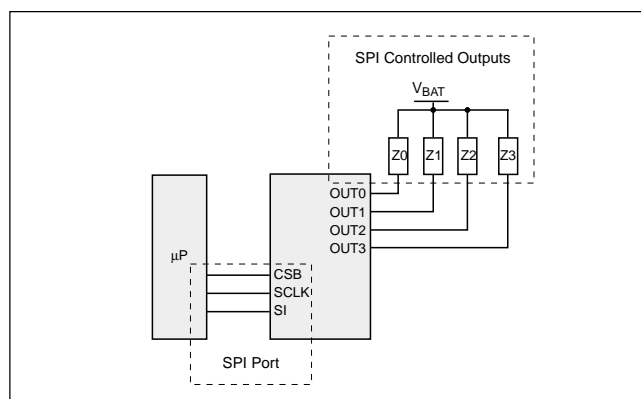 SPI Controlled Outputs
VBAT
Z0 Z1 Z2 Z3
OUT0
OUT1
OUT2
OUT3
μP
CSB
SCLK
SI
SPI Port